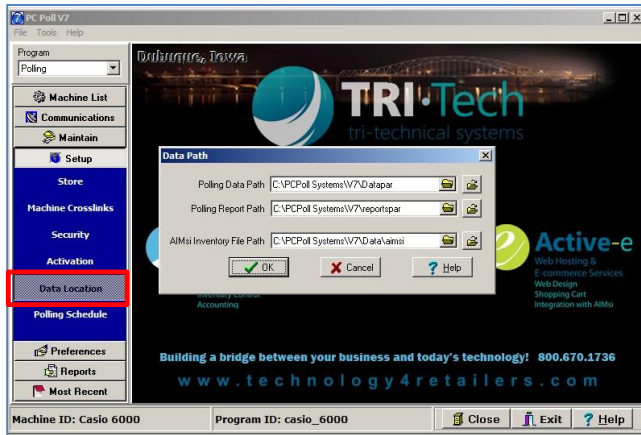 PC Poll V7
File Tools Help
Program
Polling
Machine List
Communications
Maintain
Setup
Store
Machine Crosslinks
Security
Activation
Data Location
Polling Schedule
Preferences
Reports
Most Recent
Dubuque, Iowa
TRI•Tech
tri-technical systems
Data Path
Polling Data Path C:\PCPoll Systems\V7\Datapar
Polling Report Path C:\PCPoll Systems\V7\reportspar
AIMsi Inventory File Path C:\PCPoll Systems\V7\Data\aimsi
OK Cancel ? Help
Inventory Control
Accounting
Active-e
Web Hosting &
E-commerce Services
Web Design
Shopping Cart
Integration with AIMsi
Building a bridge between your business and today's technology! 800.670.1736
www.technology4retailers.com
Machine ID: Casio 6000 Program ID: casio_6000 Close Exit ? Help